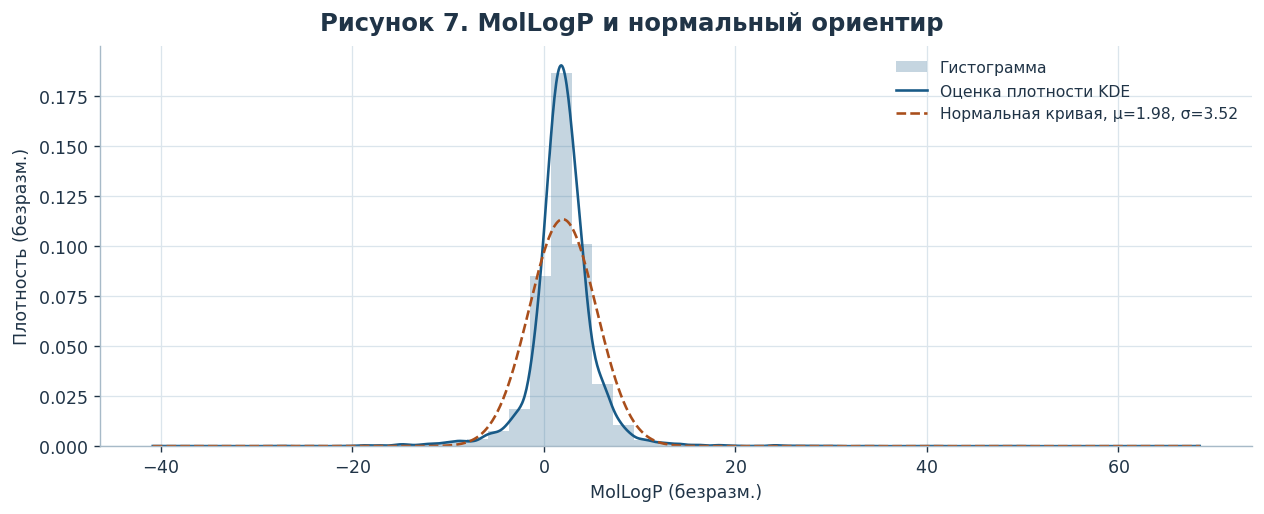 Рисунок 7. MolLogP и нормальный ориентир
Гистограмма
Оценка плотности KDE
Нормальная кривая, μ=1.98, σ=3.52
Плотность (безразм.)
0.175
0.150
0.125
0.100
0.075
0.050
0.025
0.000
−40
−20
0
20
40
60
MolLogP (безразм.)